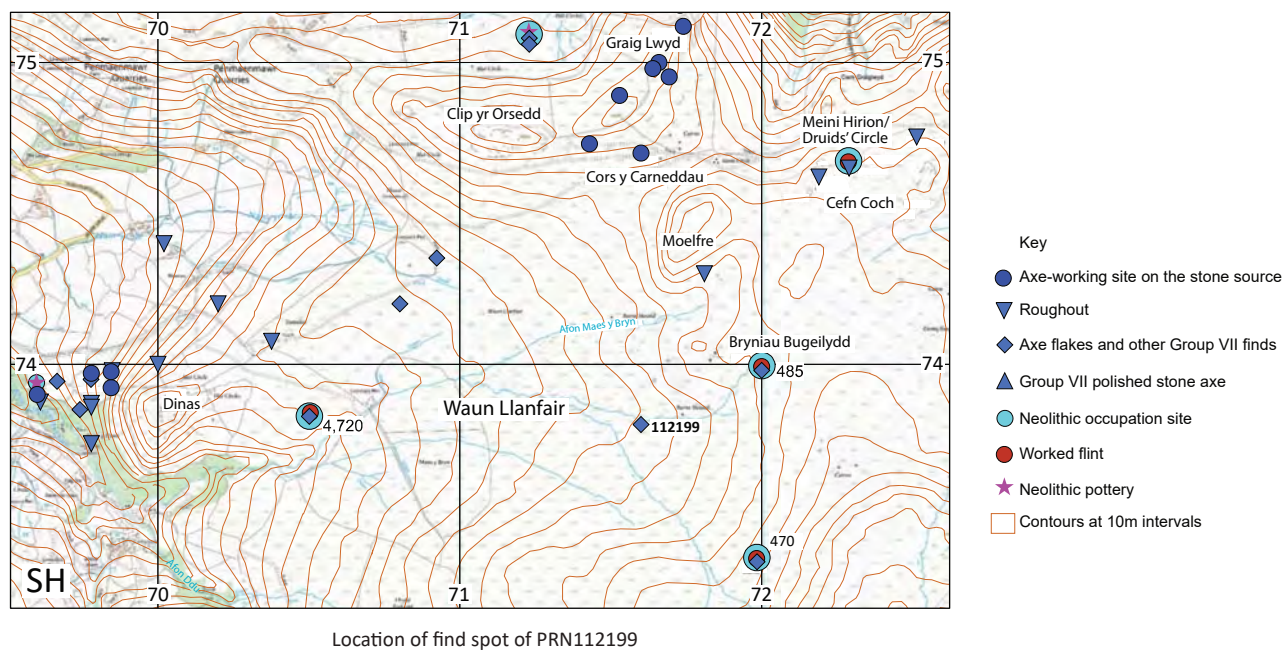 70
71
72
75
Graig Lwyd
Penmaenmawr
Quarries
Penmaenmawr
Quarries
Clip yr Orsedd
75
Meini Hirion/
Druids' Circle
Cors y Carneddau
Cefn Coch
Moelfre
Afon Maes y Bryn
Bryniau Bugeilydd
74
74
485
Dinas
4,720
Waun Llanfair
112199
470
Afon Ddu
SH
70
71
72
Key
Axe-working site on the stone source
Roughout
Axe flakes and other Group VII finds
Group VII polished stone axe
Neolithic occupation site
Worked flint
Neolithic pottery
Contours at 10m intervals
Location of find spot of PRN112199